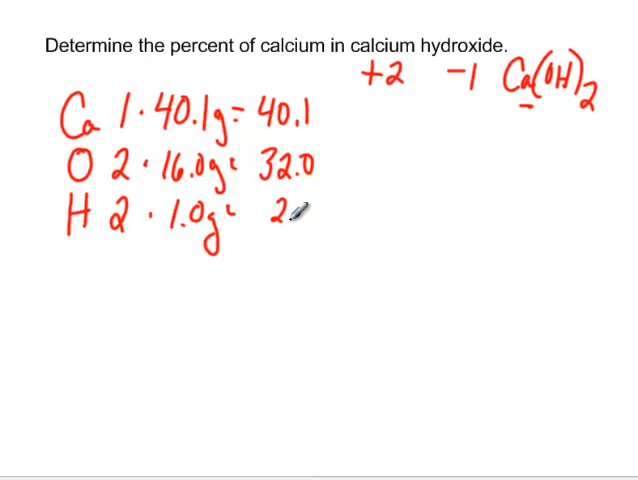 Determine the percent of calcium in calcium hydroxide.
+2 -1 Ca(OH)2
Ca 1 · 40.1g = 40.1
O 2 · 16.0g = 32.0
H 2 · 1.0g = 2